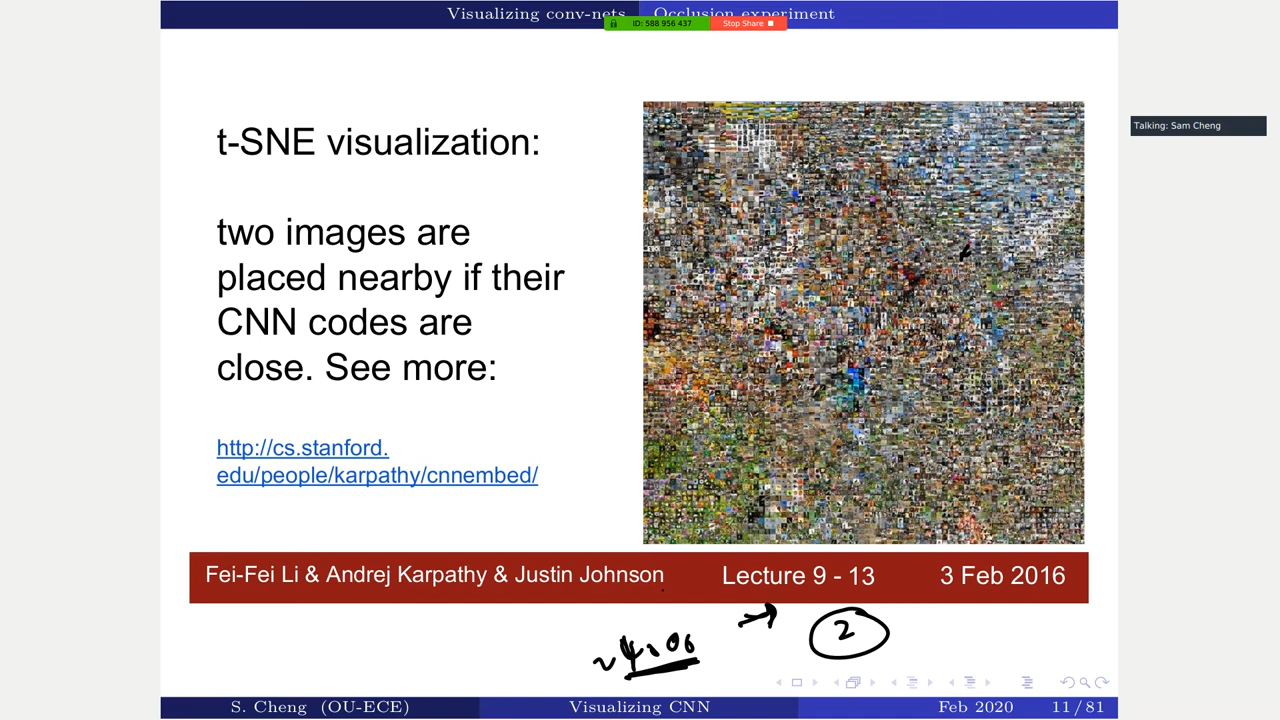 Visualizing conv-nets Occlusion experiment
ID: 588 956 437 Stop Share
Talking: Sam Cheng
t-SNE visualization:
two images are
placed nearby if their
CNN codes are
close. See more:
http://cs.stanford.
edu/people/karpathy/cnnembed/
Fei-Fei Li & Andrej Karpathy & Justin Johnson Lecture 9 - 13 3 Feb 2016
2
S. Cheng (OU-ECE) Visualizing CNN Feb 2020 11/81